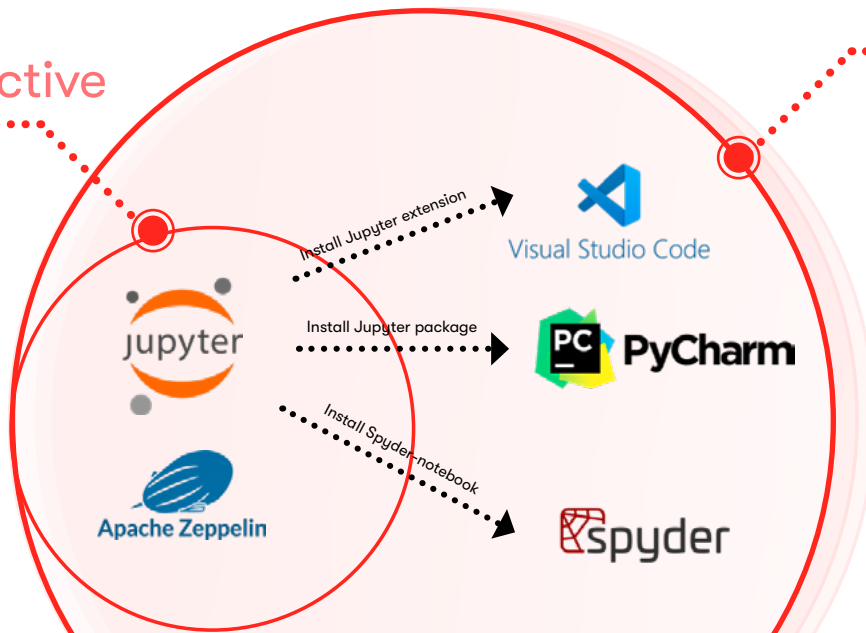 ctive
Install Jupyter extension
Visual Studio Code
jupyter
Install Jupyter package
PC
PyCharm
Install Spyder-notebook
Apache Zeppelin
spyder